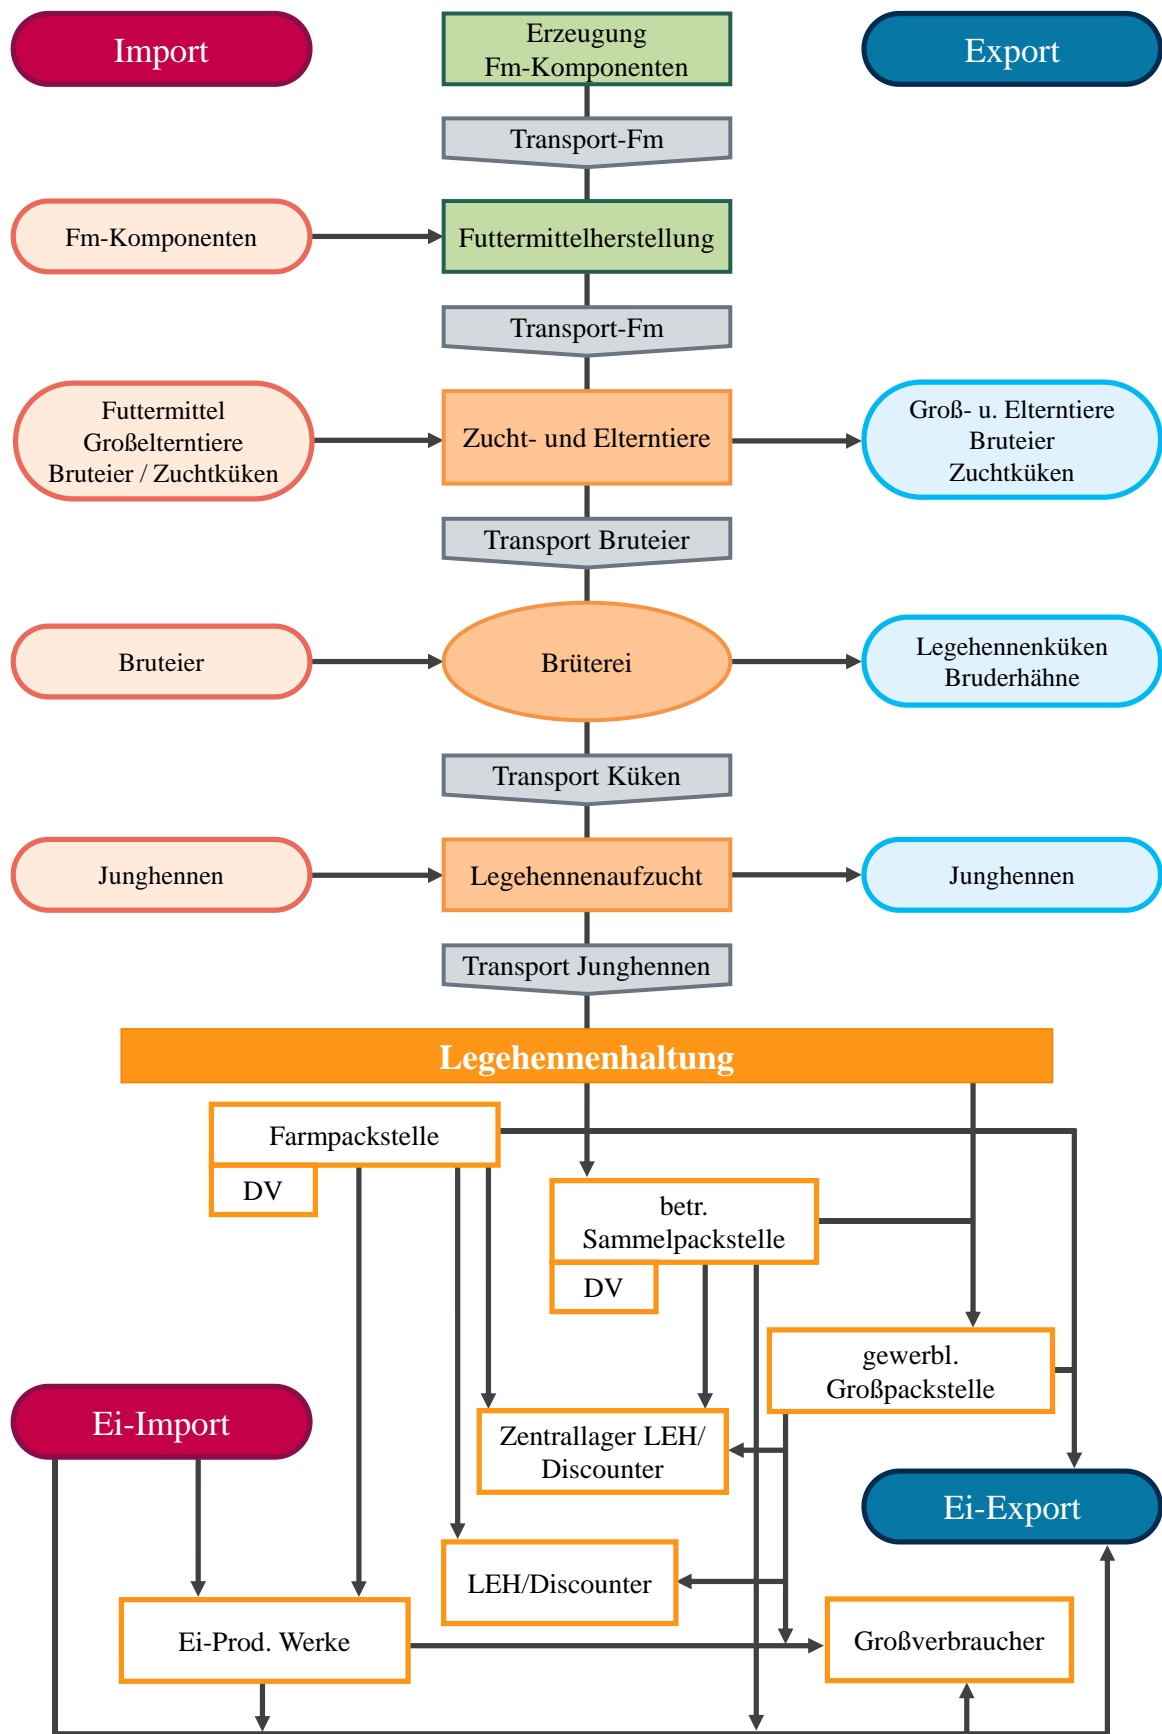 Import
Erzeugung
Fm-Komponenten
Export
Transport-Fm
Fm-Komponenten
Futtermittelherstellung
Transport-Fm
Futtermittel
Großelterntiere
Bruteier / Zuchtküken
Zucht- und Elterntiere
Groß- u. Elterntiere
Bruteier
Zuchtküken
Transport Bruteier
Bruteier
Brüterei
Legehennenküken
Bruderhähne
Transport Küken
Junghennen
Legehennenaufzucht
Junghennen
Transport Junghennen
Legehennenhaltung
Farmpackstelle
DV
betr.
Sammelpackstelle
DV
gewerbl.
Großpackstelle
Ei-Import
Zentrallager LEH/
Discounter
Ei-Export
LEH/Discounter
Ei-Prod. Werke
Großverbraucher